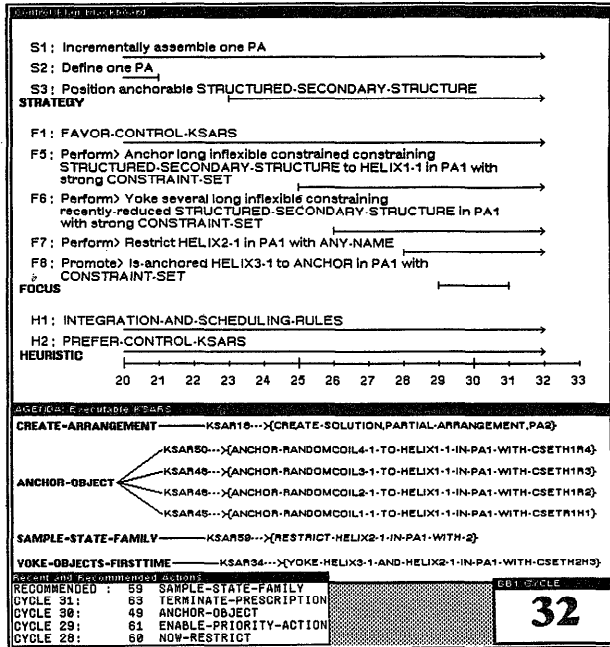 Control Plan Blackboard
S1: Incrementally assemble one PA
S2: Define one PA
S3: Position anchorable STRUCTURED-SECONDARY-STRUCTURE
STRATEGY
F1: FAVOR-CONTROL-KSARS
F5: Perform> Anchor long inflexible constrained constraining
STRUCTURED-SECONDARY-STRUCTURE to HELIX1-1 in PA1 with
strong CONSTRAINT-SET
F6: Perform> Yoke several long inflexible constraining
recently-reduced STRUCTURED-SECONDARY-STRUCTURE in PA1
with strong CONSTRAINT-SET
F7: Perform> Restrict HELIX2-1 in PA1 with ANY-NAME
F8: Promote> Is-anchored HELIX3-1 to ANCHOR in PA1 with
CONSTRAINT-SET
FOCUS
H1: INTEGRATION-AND-SCHEDULING-RULES
H2: PREFER-CONTROL-KSARS
HEURISTIC
20 21 22 23 24 25 26 27 28 29 30 31 32 33
AGENDA: Executable KSARS
CREATE-ARRANGEMENT KSAR16--->{CREATE-SOLUTION,PARTIAL-ARRANGEMENT,PA2}
KSAR50--->{ANCHOR-RANDOMCOIL4-1-TO-HELIX1-1-IN-PA1-WITH-CSETH1R4}
KSAR48--->{ANCHOR-RANDOMCOIL3-1-TO-HELIX1-1-IN-PA1-WITH-CSETH1R3}
ANCHOR-OBJECT
KSAR46--->{ANCHOR-RANDOMCOIL2-1-TO-HELIX1-1-IN-PA1-WITH-CSETH1R2}
KSAR45--->{ANCHOR-RANDOMCOIL1-1-TO-HELIX1-1-IN-PA1-WITH-CSETR1H1}
SAMPLE-STATE-FAMILY KSAR59--->{RESTRICT-HELIX2-1-IN-PA1-WITH-2}
YOKE-OBJECTS-FIRSTTIME KSAR34--->{YOKE-HELIX3-1-AND-HELIX2-1-IN-PA1-WITH-CSETH2H3}
Recent and Recommended Actions
RECOMMENDED : 59 SAMPLE-STATE-FAMILY
CYCLE 31: 63 TERMINATE-PRESCRIPTION
CYCLE 30: 49 ANCHOR-OBJECT
CYCLE 29: 61 ENABLE-PRIORITY-ACTION
CYCLE 28: 60 NOW-RESTRICT
BB1 CYCLE
32